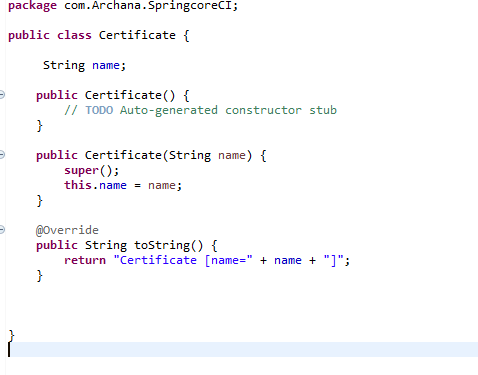 package com.Archana.SpringcoreCI;
public class Certificate {
String name;
public Certificate() {
// TODO Auto-generated constructor stub
}
public Certificate(String name) {
super();
this.name = name;
}
@Override
public String toString() {
return "Certificate [name=" + name + "]";
}
}